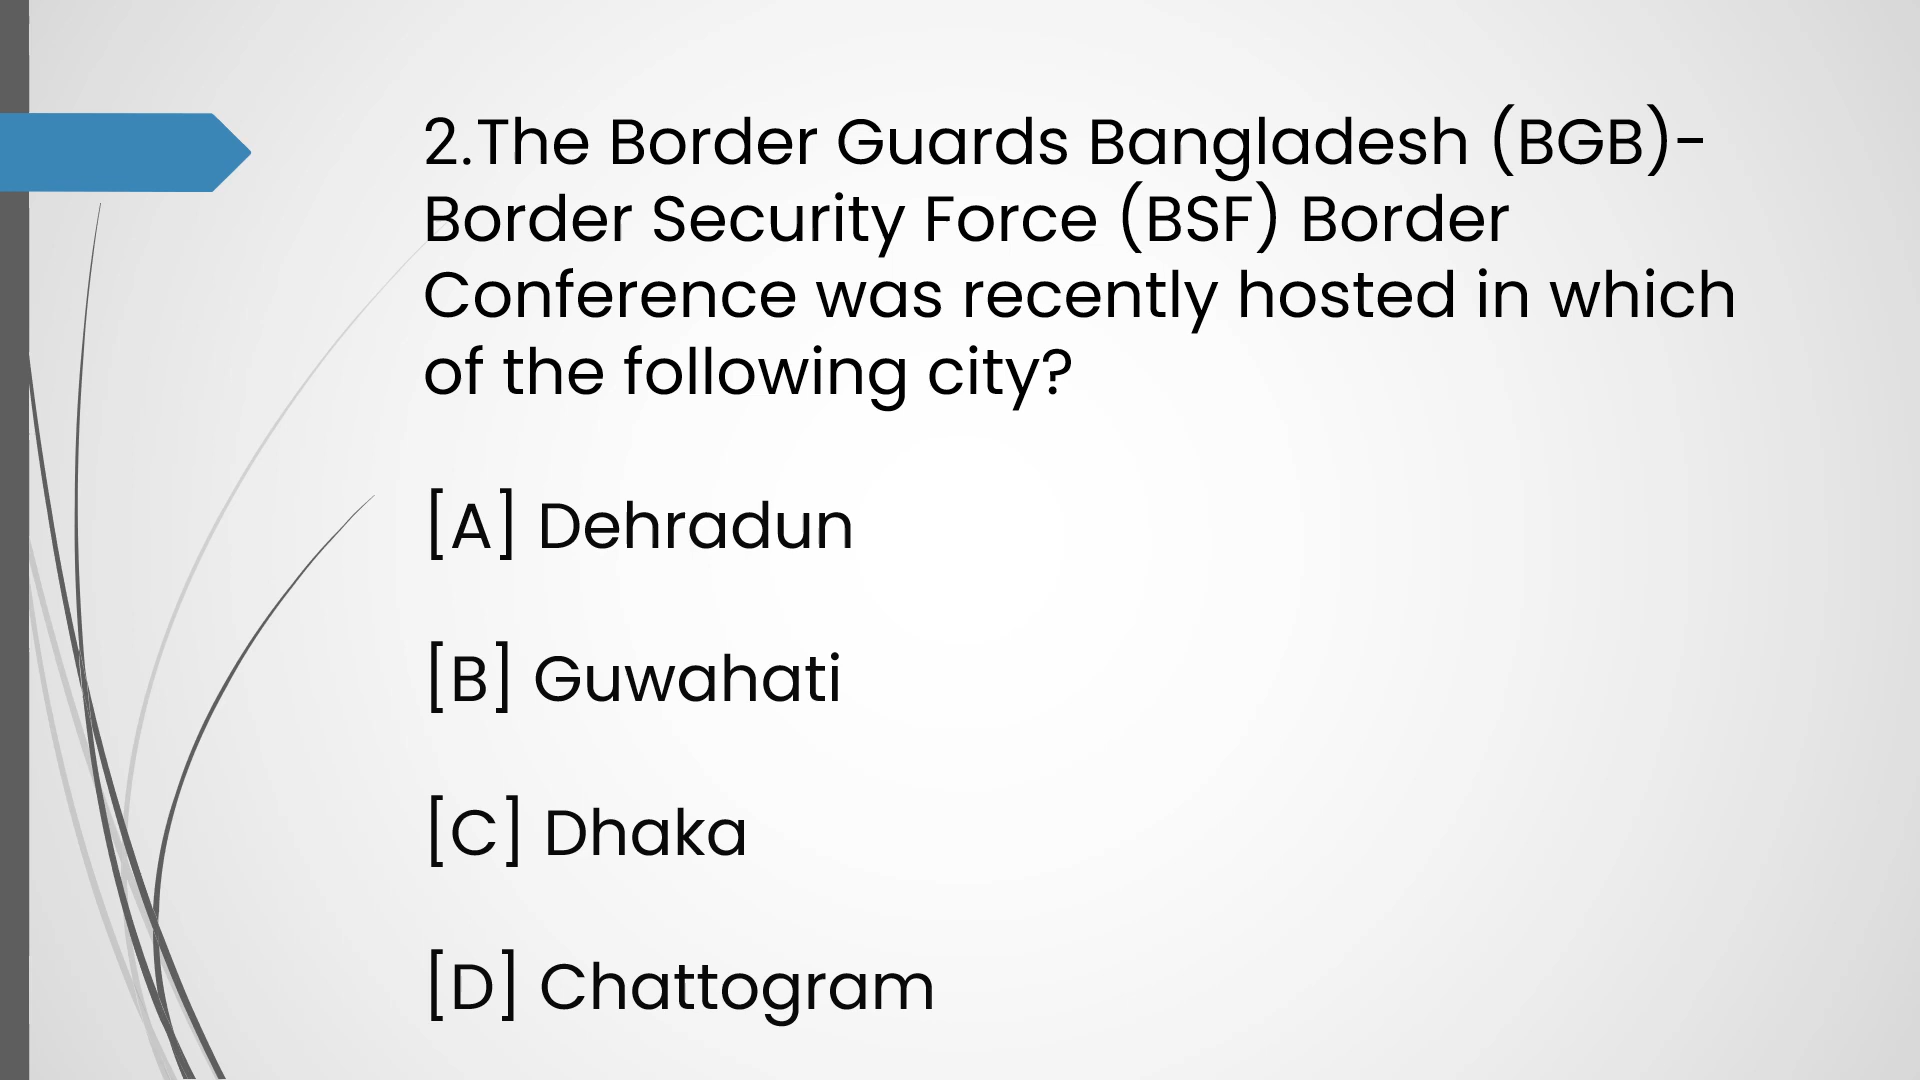 2.The Border Guards Bangladesh (BGB)-
Border Security Force (BSF) Border
Conference was recently hosted in which
of the following city?
[A] Dehradun
[B] Guwahati
[C] Dhaka
[D] Chattogram